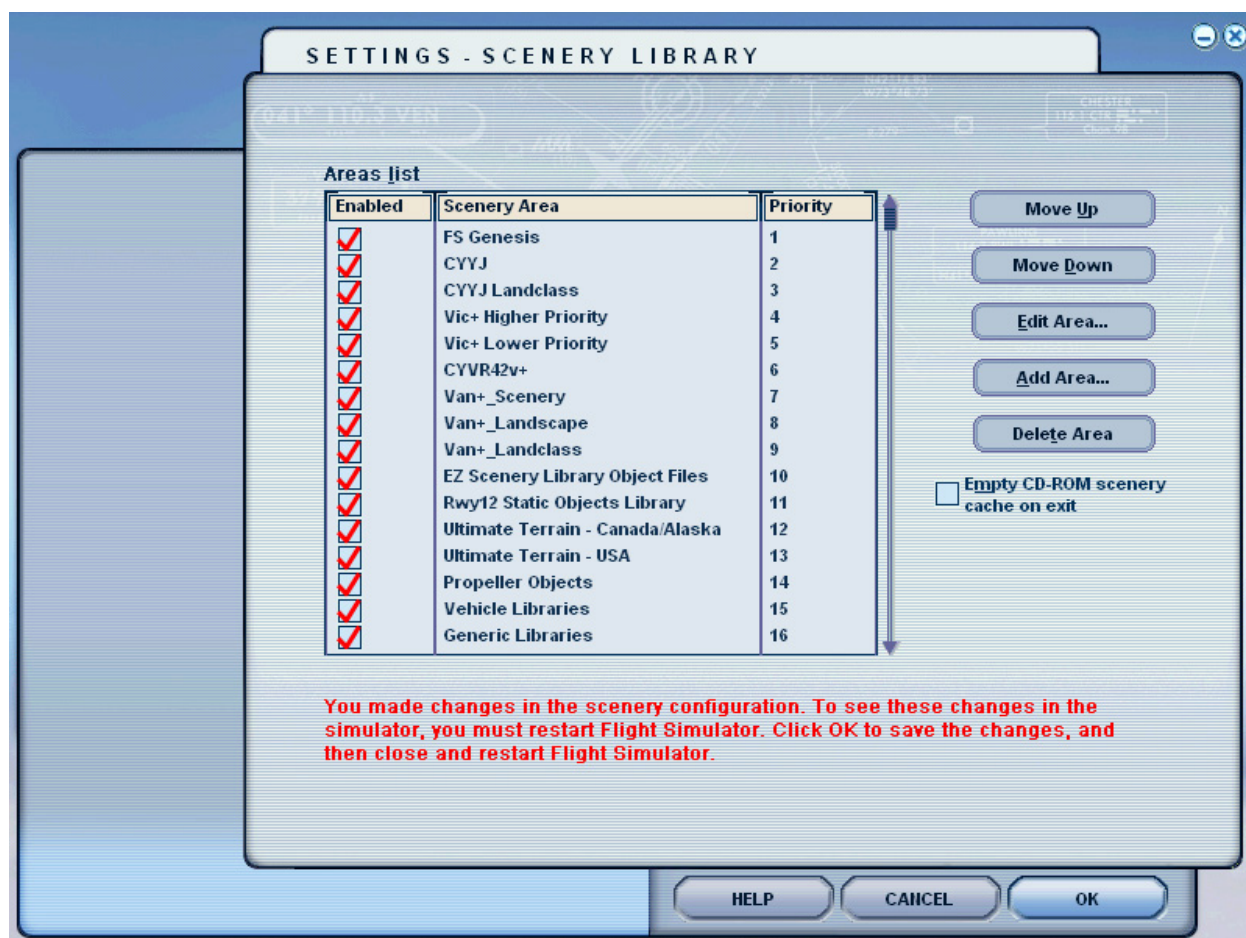 SETTINGS - SCENERY LIBRARY
Areas list
Enabled Scenery Area Priority
FS Genesis 1
CYYJ 2
CYYJ Landclass 3
Vic+ Higher Priority 4
Vic+ Lower Priority 5
CYVR42v+ 6
Van+_Scenery 7
Van+_Landscape 8
Van+_Landclass 9
EZ Scenery Library Object Files 10
Rwy12 Static Objects Library 11
Ultimate Terrain - Canada/Alaska 12
Ultimate Terrain - USA 13
Propeller Objects 14
Vehicle Libraries 15
Generic Libraries 16
Move Up
Move Down
Edit Area...
Add Area...
Delete Area
Empty CD-ROM scenery
cache on exit
You made changes in the scenery configuration. To see these changes in the
simulator, you must restart Flight Simulator. Click OK to save the changes, and
then close and restart Flight Simulator.
HELP CANCEL OK